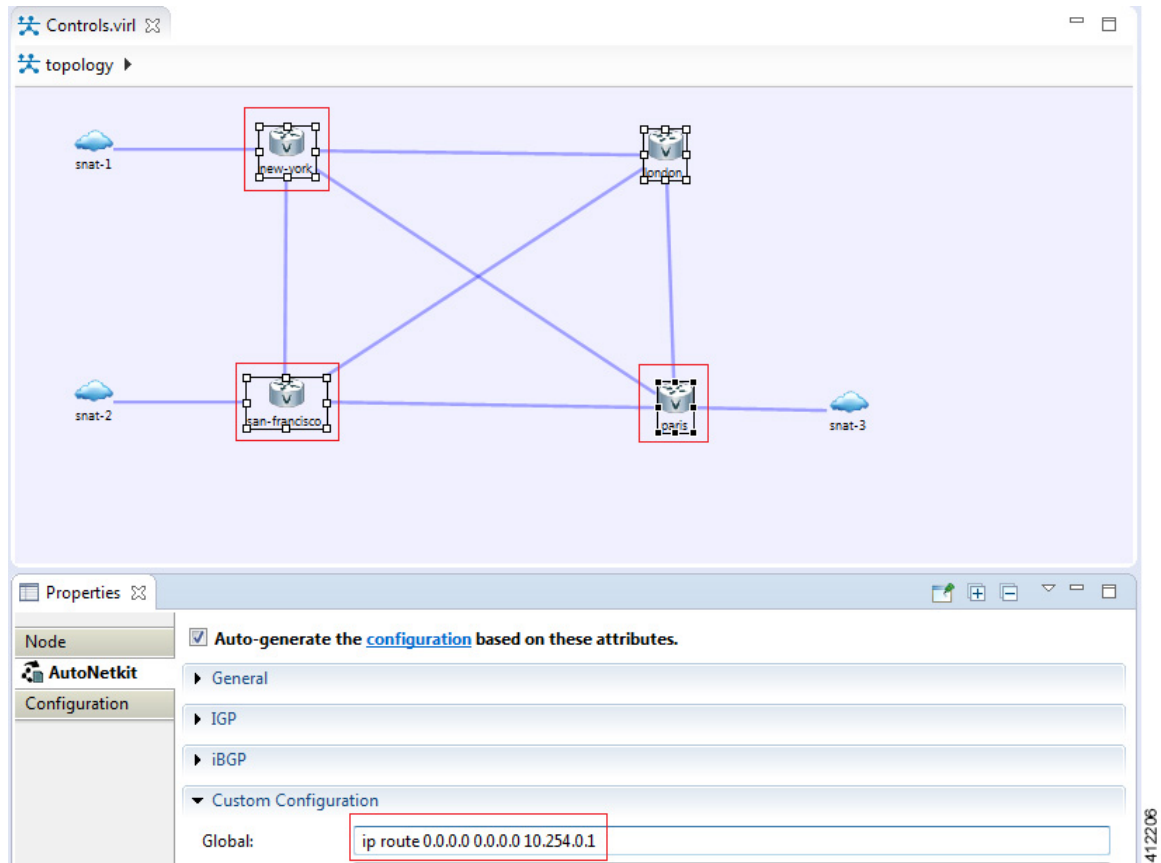 Controls.virl
topology
snat-1
new-york
london
snat-2
san-francisco
paris
snat-3
Properties
Node
Auto-generate the configuration based on these attributes.
AutoNetkit
General
Configuration
IGP
iBGP
Custom Configuration
Global:
ip route 0.0.0.0 0.0.0.0 10.254.0.1
412206